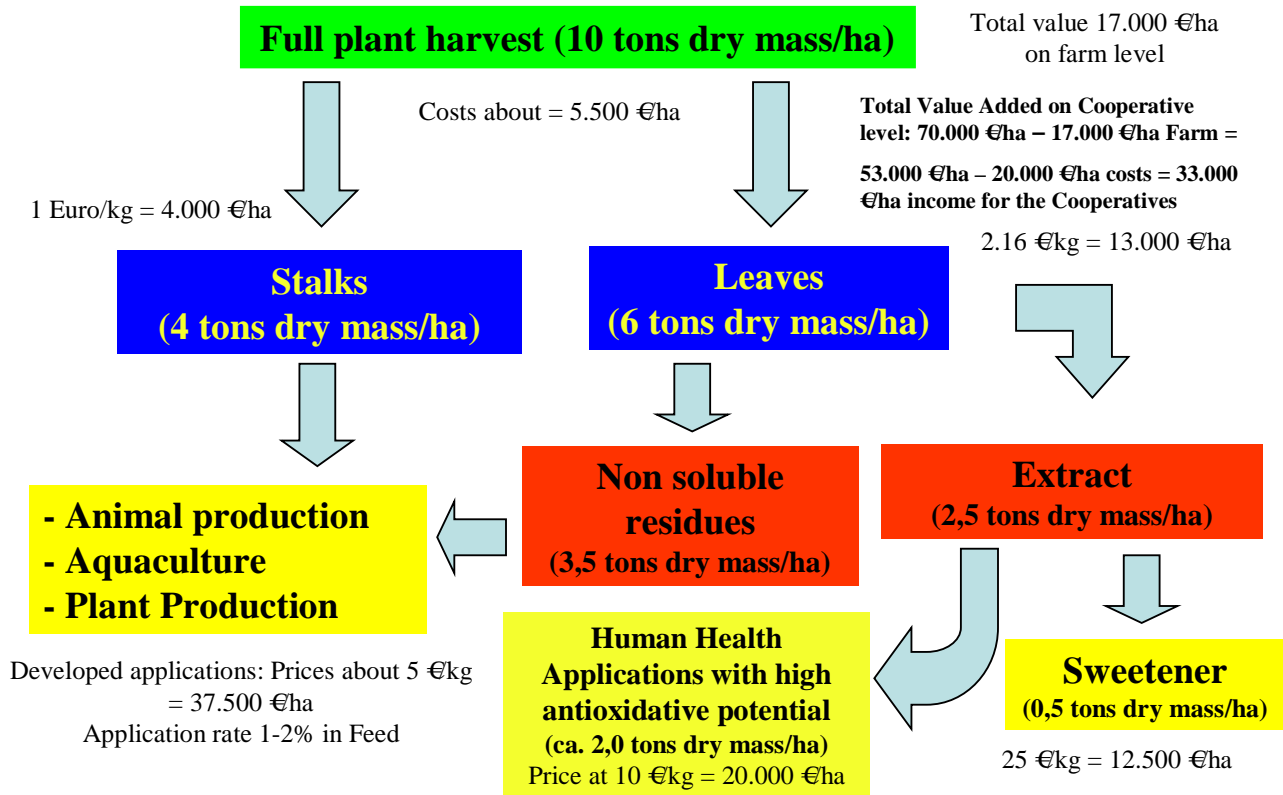 Full plant harvest (10 tons dry mass/ha)
Total value 17.000 €/ha
on farm level
Costs about = 5.500 €/ha
Total Value Added on Cooperative
level: 70.000 €/ha – 17.000 €/ha Farm =
53.000 €/ha – 20.000 €/ha costs = 33.000
€/ha income for the Cooperatives
1 Euro/kg = 4.000 €/ha
2.16 €/kg = 13.000 €/ha
Stalks
(4 tons dry mass/ha)
Leaves
(6 tons dry mass/ha)
Non soluble
residues
(3,5 tons dry mass/ha)
Extract
(2,5 tons dry mass/ha)
- Animal production
- Aquaculture
- Plant Production
Developed applications: Prices about 5 €/kg
= 37.500 €/ha
Application rate 1-2% in Feed
Human Health
Applications with high
antioxidative potential
(ca. 2,0 tons dry mass/ha)
Price at 10 €/kg = 20.000 €/ha
Sweetener
(0,5 tons dry mass/ha)
25 €/kg = 12.500 €/ha